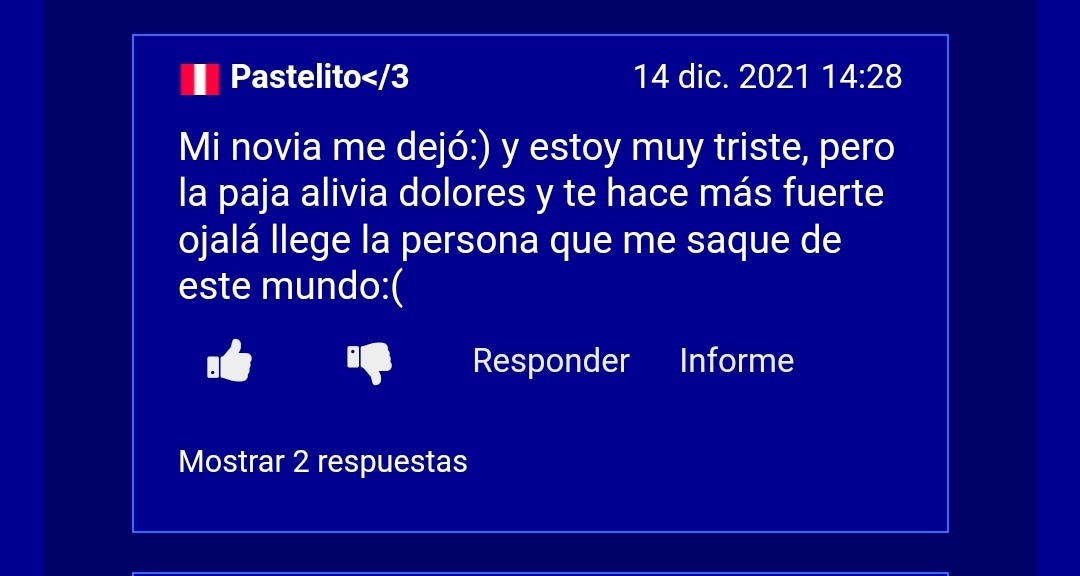 Pastelito</3 14 dic. 2021 14:28
Mi novia me dejó:) y estoy muy triste, pero
la paja alivia dolores y te hace más fuerte
ojalá llege la persona que me saque de
este mundo:(
Responder Informe
Mostrar 2 respuestas